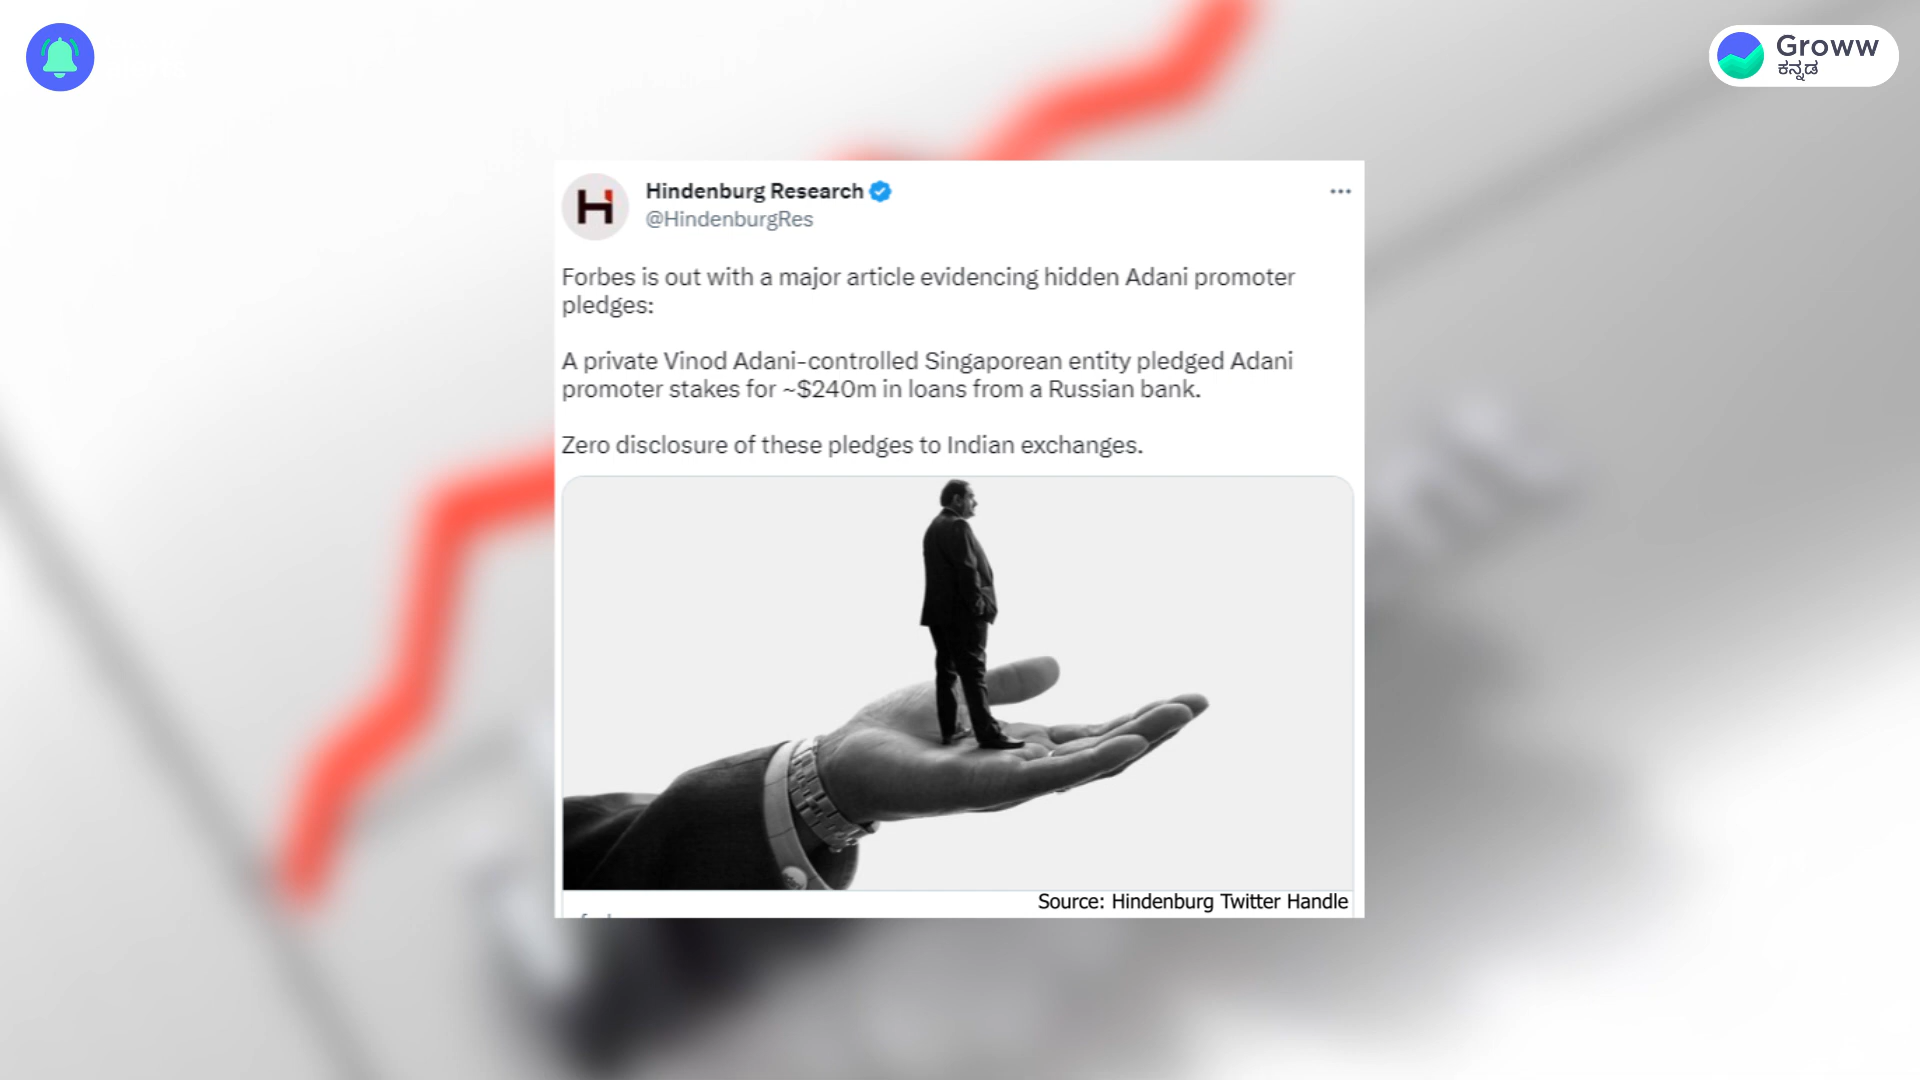 Groww
ಕನ್ನಡ
Hindenburg Research
@HindenburgRes
Forbes is out with a major article evidencing hidden Adani promoter
pledges:
A private Vinod Adani-controlled Singaporean entity pledged Adani
promoter stakes for ~$240m in loans from a Russian bank.
Zero disclosure of these pledges to Indian exchanges.
Source: Hindenburg Twitter Handle